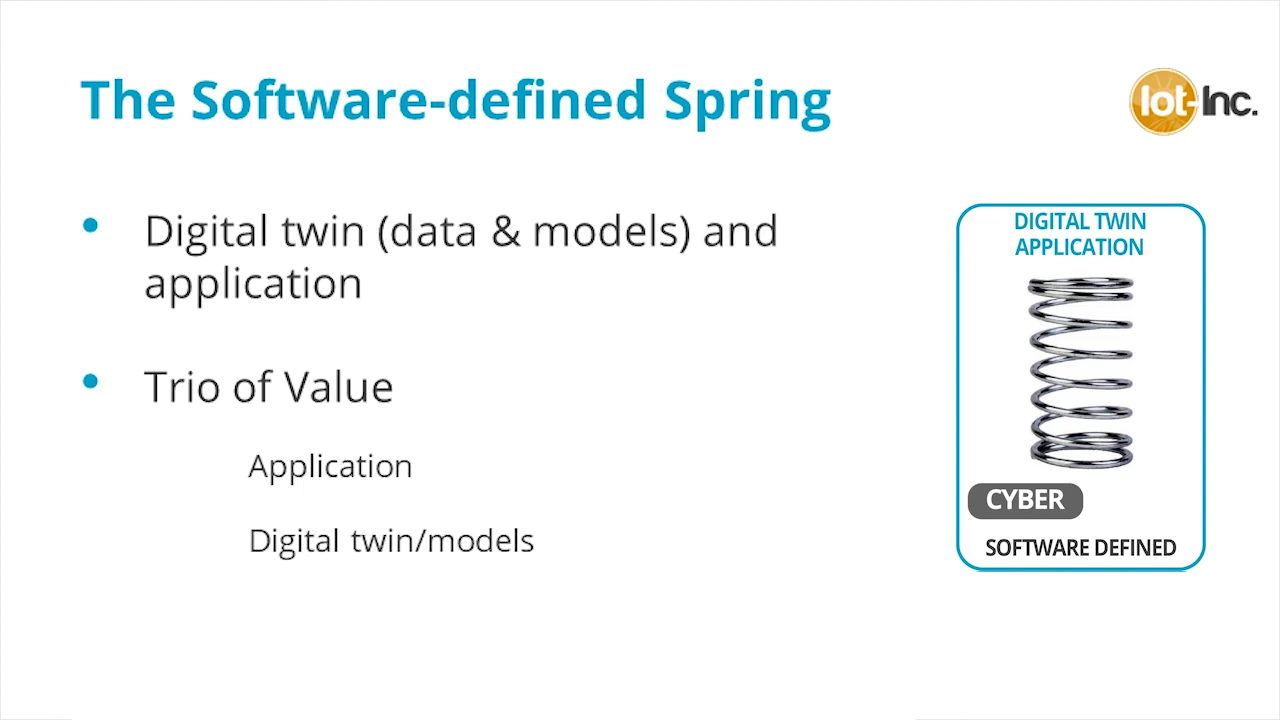 The Software-defined Spring
Iot-Inc.
• Digital twin (data & models) and
application
• Trio of Value
Application
Digital twin/models
DIGITAL TWIN
APPLICATION
CYBER
SOFTWARE DEFINED